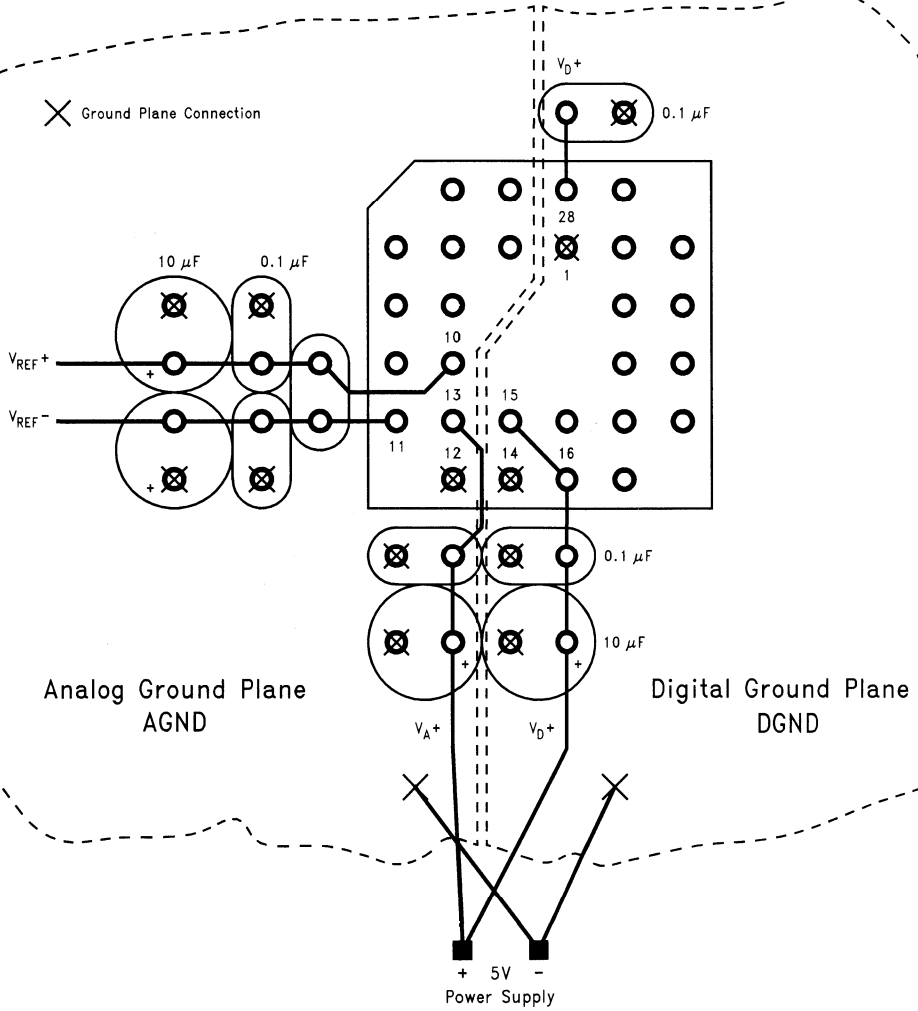 V_D+
Ground Plane Connection
0.1 μF
28
10 μF
0.1 μF
1
10
V_REF+
+
13
15
V_REF−
11
12
14
16
+
0.1 μF
10 μF
+
+
Analog Ground Plane
AGND
Digital Ground Plane
DGND
V_A+
V_D+
+ 5V −
Power Supply